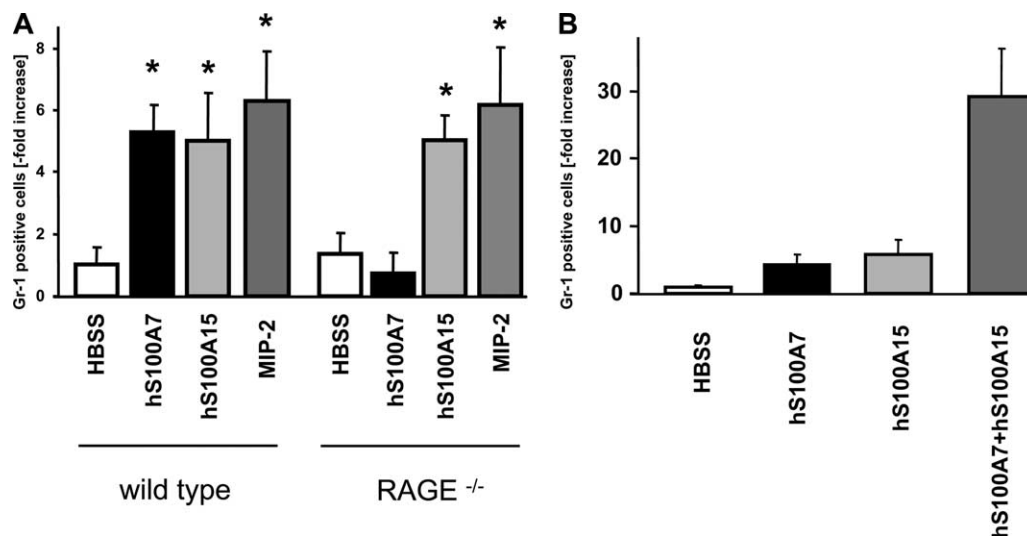 A
Gr-1 positive cells [-fold increase]
8
6
4
2
0
* * * * *
HBSS
hS100A7
hS100A15
MIP-2
HBSS
hS100A7
hS100A15
MIP-2
wild type
RAGE -/-
B
Gr-1 positive cells [-fold increase]
30
20
10
0
HBSS
hS100A7
hS100A15
hS100A7+hS100A15